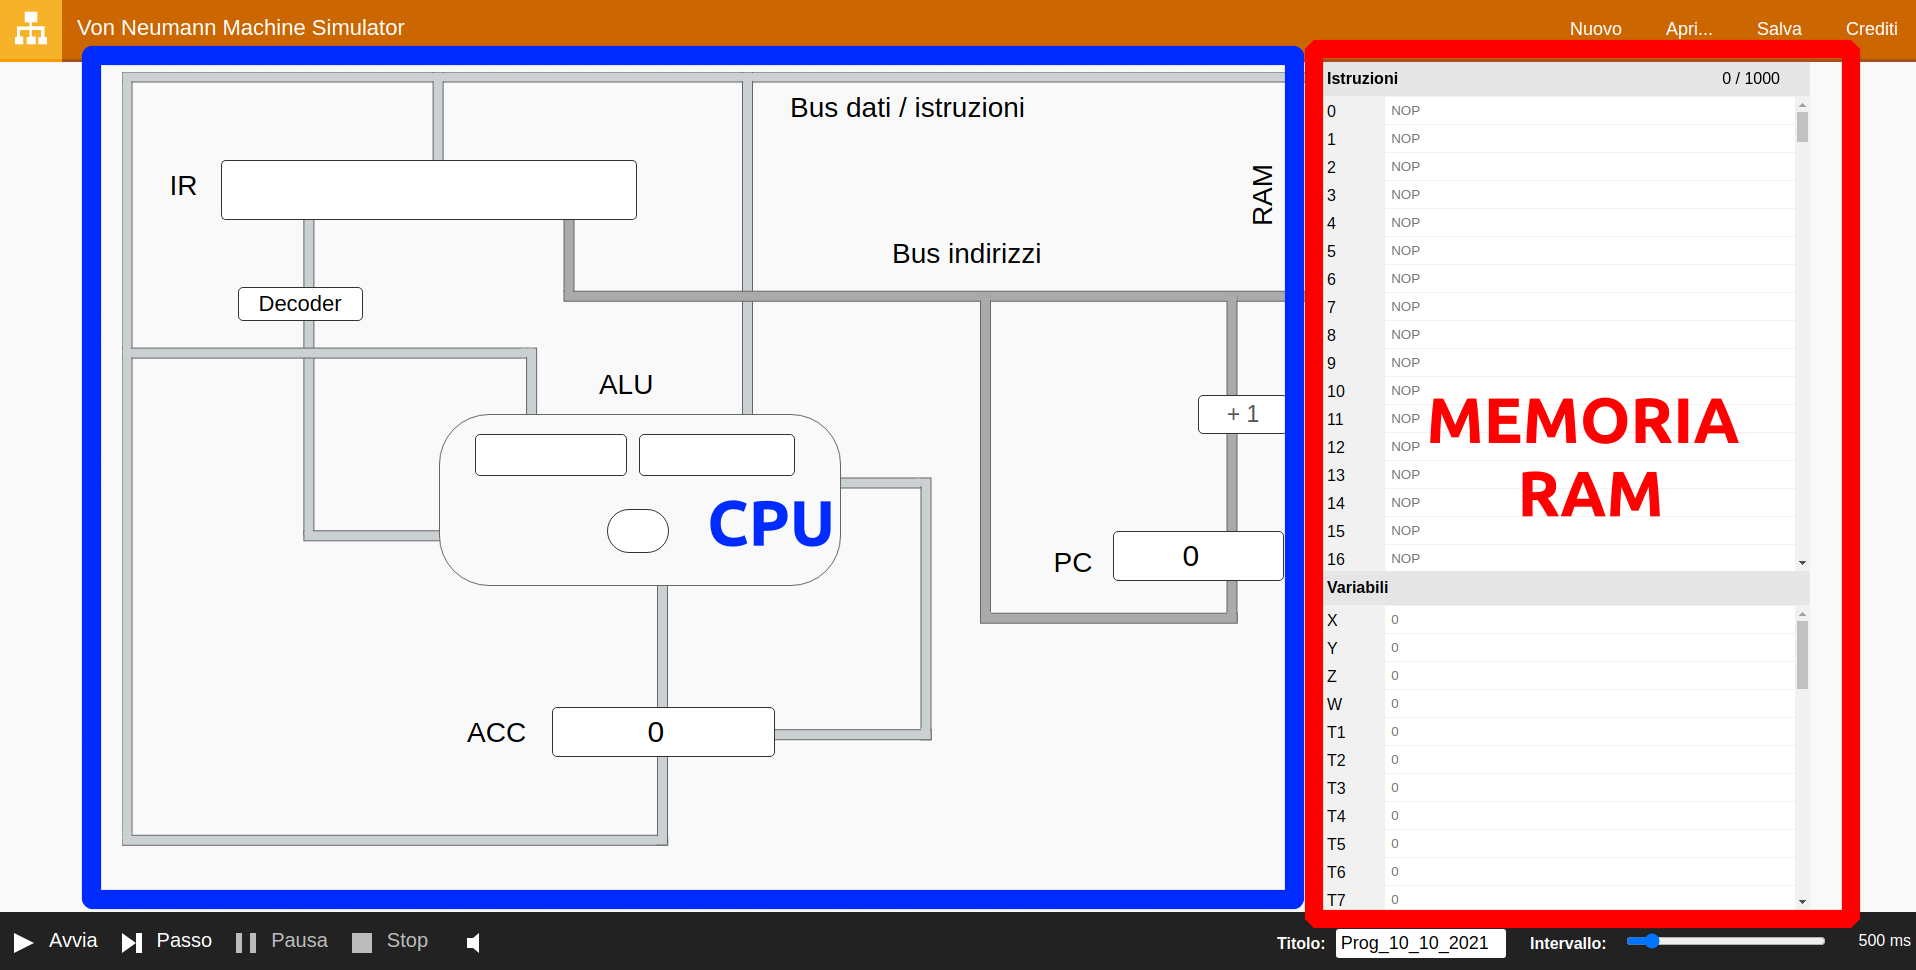 Von Neumann Machine Simulator
Nuovo Apri... Salva Crediti
Bus dati / istruzioni
IR
RAM
Bus indirizzi
Decoder
ALU
+ 1
CPU
PC 0
ACC 0
Istruzioni 0 / 1000
0 NOP
1 NOP
2 NOP
3 NOP
4 NOP
5 NOP
6 NOP
7 NOP
8 NOP
9 NOP
10 NOP
11 NOP
12 NOP
13 NOP
14 NOP
15 NOP
16 NOP
MEMORIA
RAM
Variabili
X 0
Y 0
Z 0
W 0
T1 0
T2 0
T3 0
T4 0
T5 0
T6 0
T7 0
Avvia Passo Pausa Stop
Titolo: Prog_10_10_2021 Intervallo: 500 ms